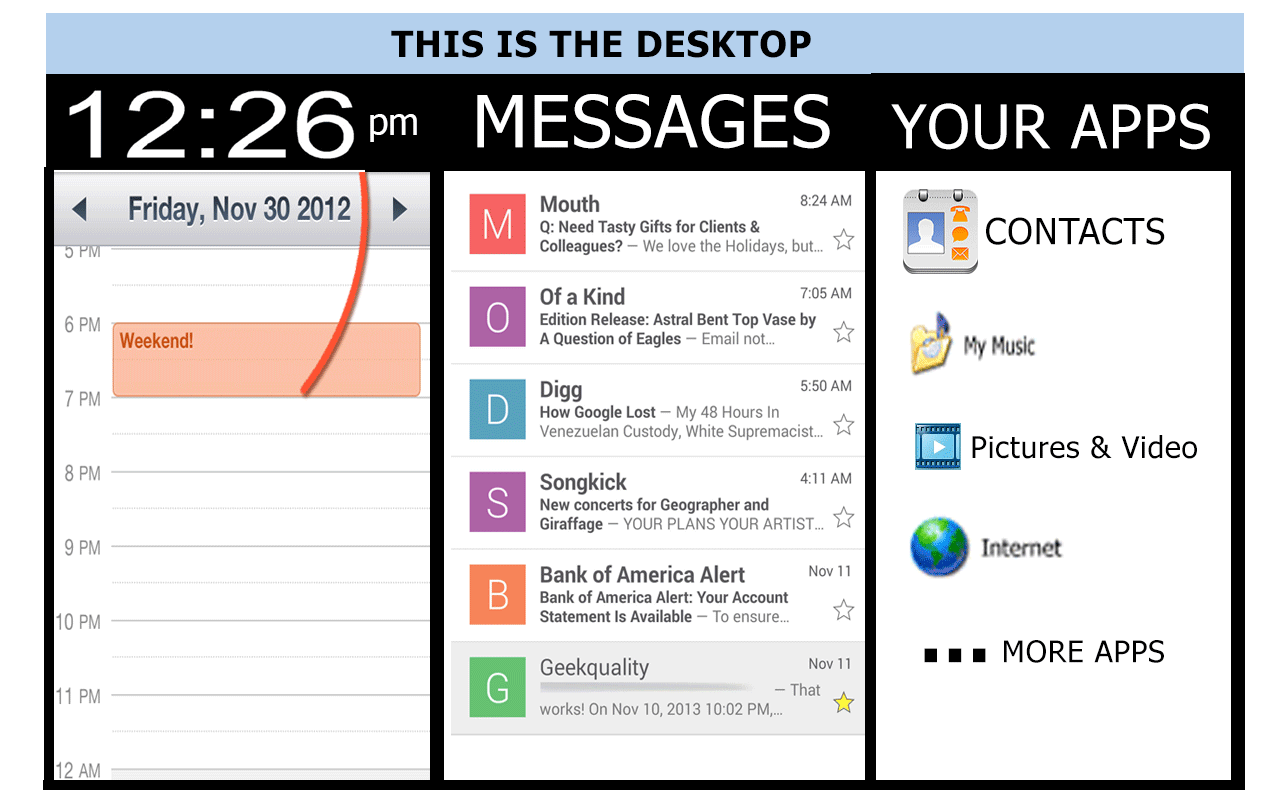 THIS IS THE DESKTOP
12:26 pm
Friday, Nov 30 2012
5 PM
6 PM
Weekend!
7 PM
8 PM
9 PM
10 PM
11 PM
12 AM
MESSAGES
M
Mouth
8:24 AM
Q: Need Tasty Gifts for Clients &
Colleagues? – We love the Holidays, but...
O
Of a Kind
7:05 AM
Edition Release: Astral Bent Top Vase by
A Question of Eagles – Email not...
D
Digg
5:50 AM
How Google Lost – My 48 Hours In
Venezuelan Custody, White Supremacist...
S
Songkick
4:11 AM
New concerts for Geographer and
Giraffage – YOUR PLANS YOUR ARTIST...
B
Bank of America Alert
Nov 11
Bank of America Alert: Your Account
Statement Is Available – To ensure...
G
Geekquality
Nov 11
– That
works! On Nov 10, 2013 10:02 PM,...
YOUR APPS
CONTACTS
My Music
Pictures & Video
Internet
... MORE APPS